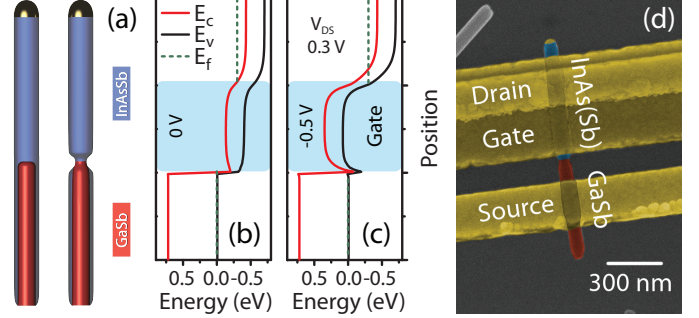 (a)
InAsSb
GaSb
E_c
E_v
E_f
0 V
(b)
0.5 0.0 -0.5
Energy (eV)
V_DS
0.3 V
-0.5 V
Gate
(c)
0.5 0.0 -0.5
Energy (eV)
Position
(d)
Drain
Gate
Source
InAs(Sb)
GaSb
300 nm